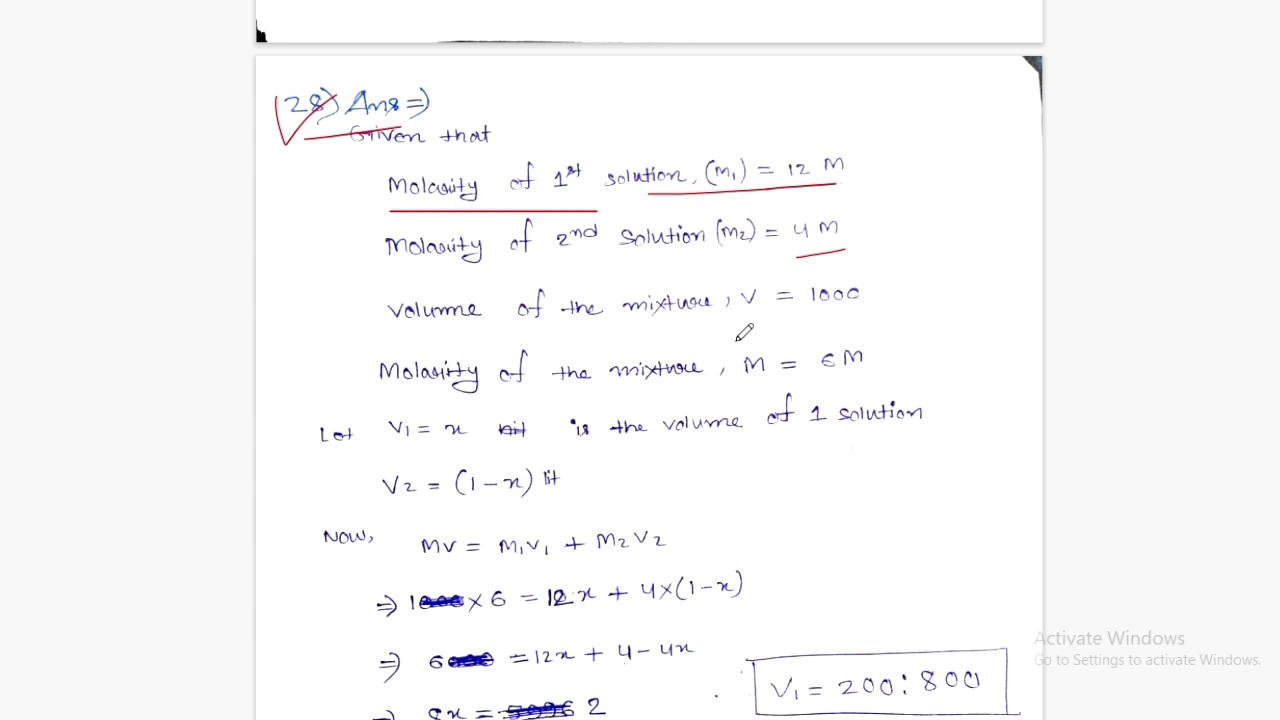 28) Ans ⇒
Given that
Molarity of 1st solution, (m1) = 12 M
Molarity of 2nd solution (m2) = 4 M
Volume of the mixture, V = 1000
Molarity of the mixture, M = 6 M
Let V1 = x is the volume of 1 solution
V2 = (1-x) lit
Now, MV = M1V1 + M2V2
⇒ 1 × 6 = 12x + 4×(1-x)
⇒ 6 = 12x + 4 - 4x
⇒ 8x = 2
V1 = 200 : 800
Activate Windows
Go to Settings to activate Windows.